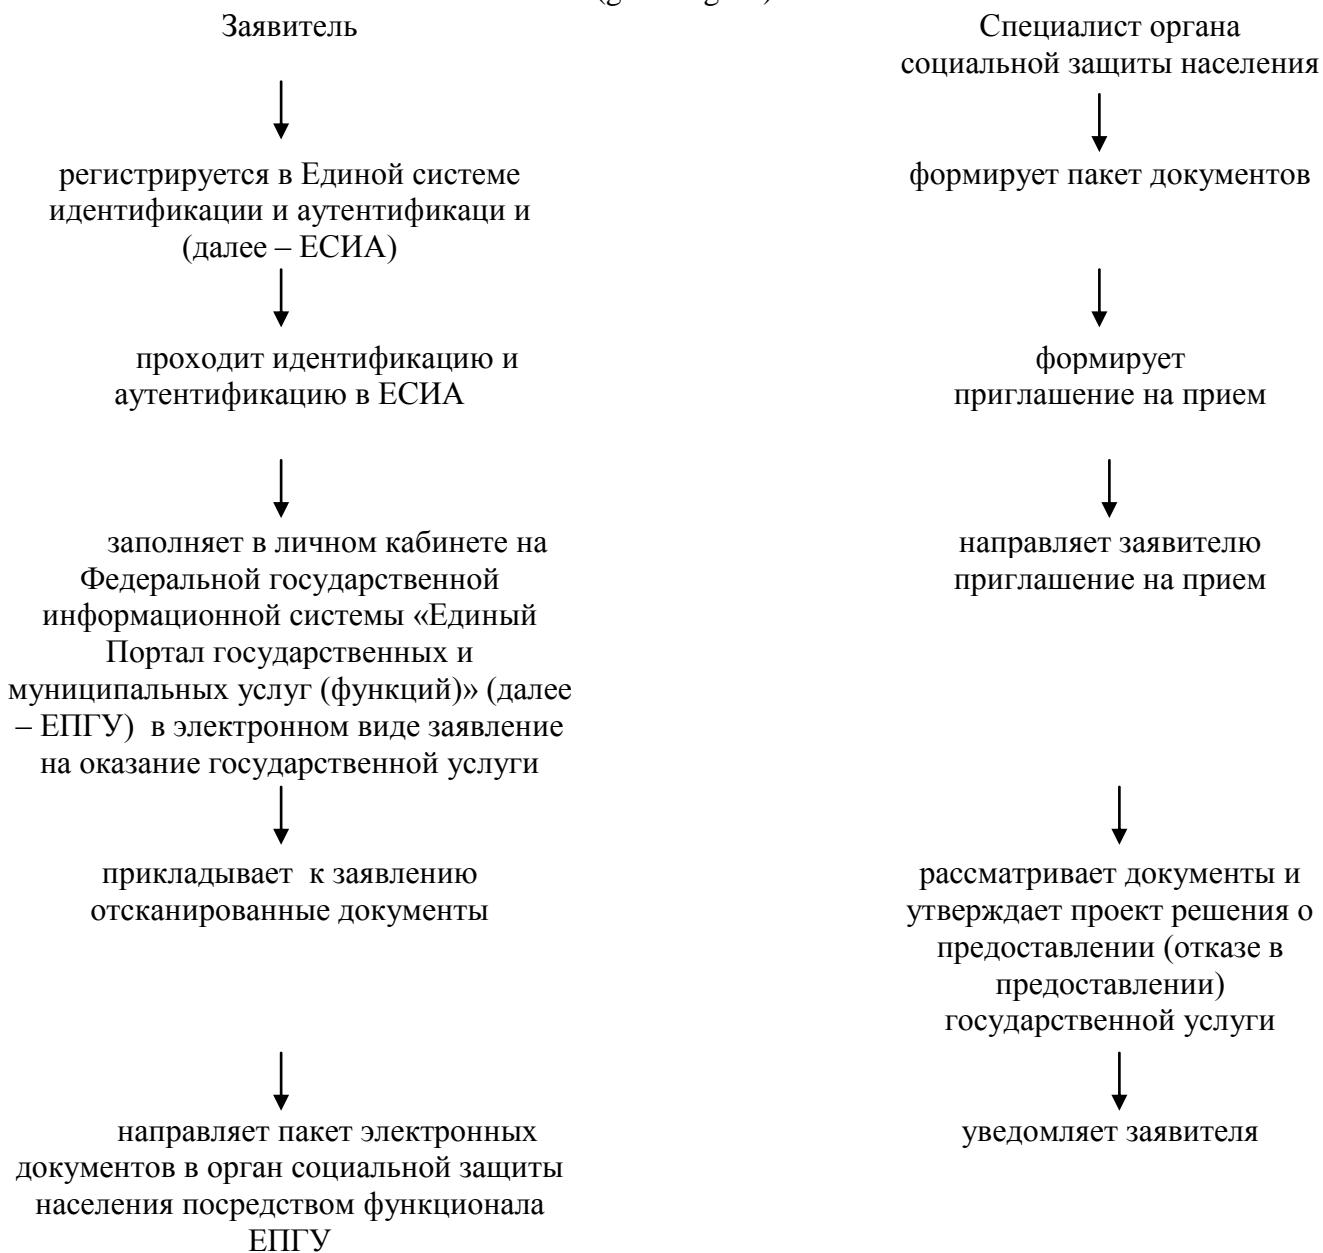 Заявитель
регистрируется в Единой системе
идентификации и аутентификаци и
(далее – ЕСИА)
проходит идентификацию и
аутентификацию в ЕСИА
заполняет в личном кабинете на
Федеральной государственной
информационной системы «Единый
Портал государственных и
муниципальных услуг (функций)» (далее
– ЕПГУ) в электронном виде заявление
на оказание государственной услуги
прикладывает к заявлению
отсканированные документы
направляет пакет электронных
документов в орган социальной защиты
населения посредством функционала
ЕПГУ
Специалист органа
социальной защиты населения
формирует пакет документов
формирует
приглашение на прием
направляет заявителю
приглашение на прием
рассматривает документы и
утверждает проект решения о
предоставлении (отказе в
предоставлении)
государственной услуги
уведомляет заявителя